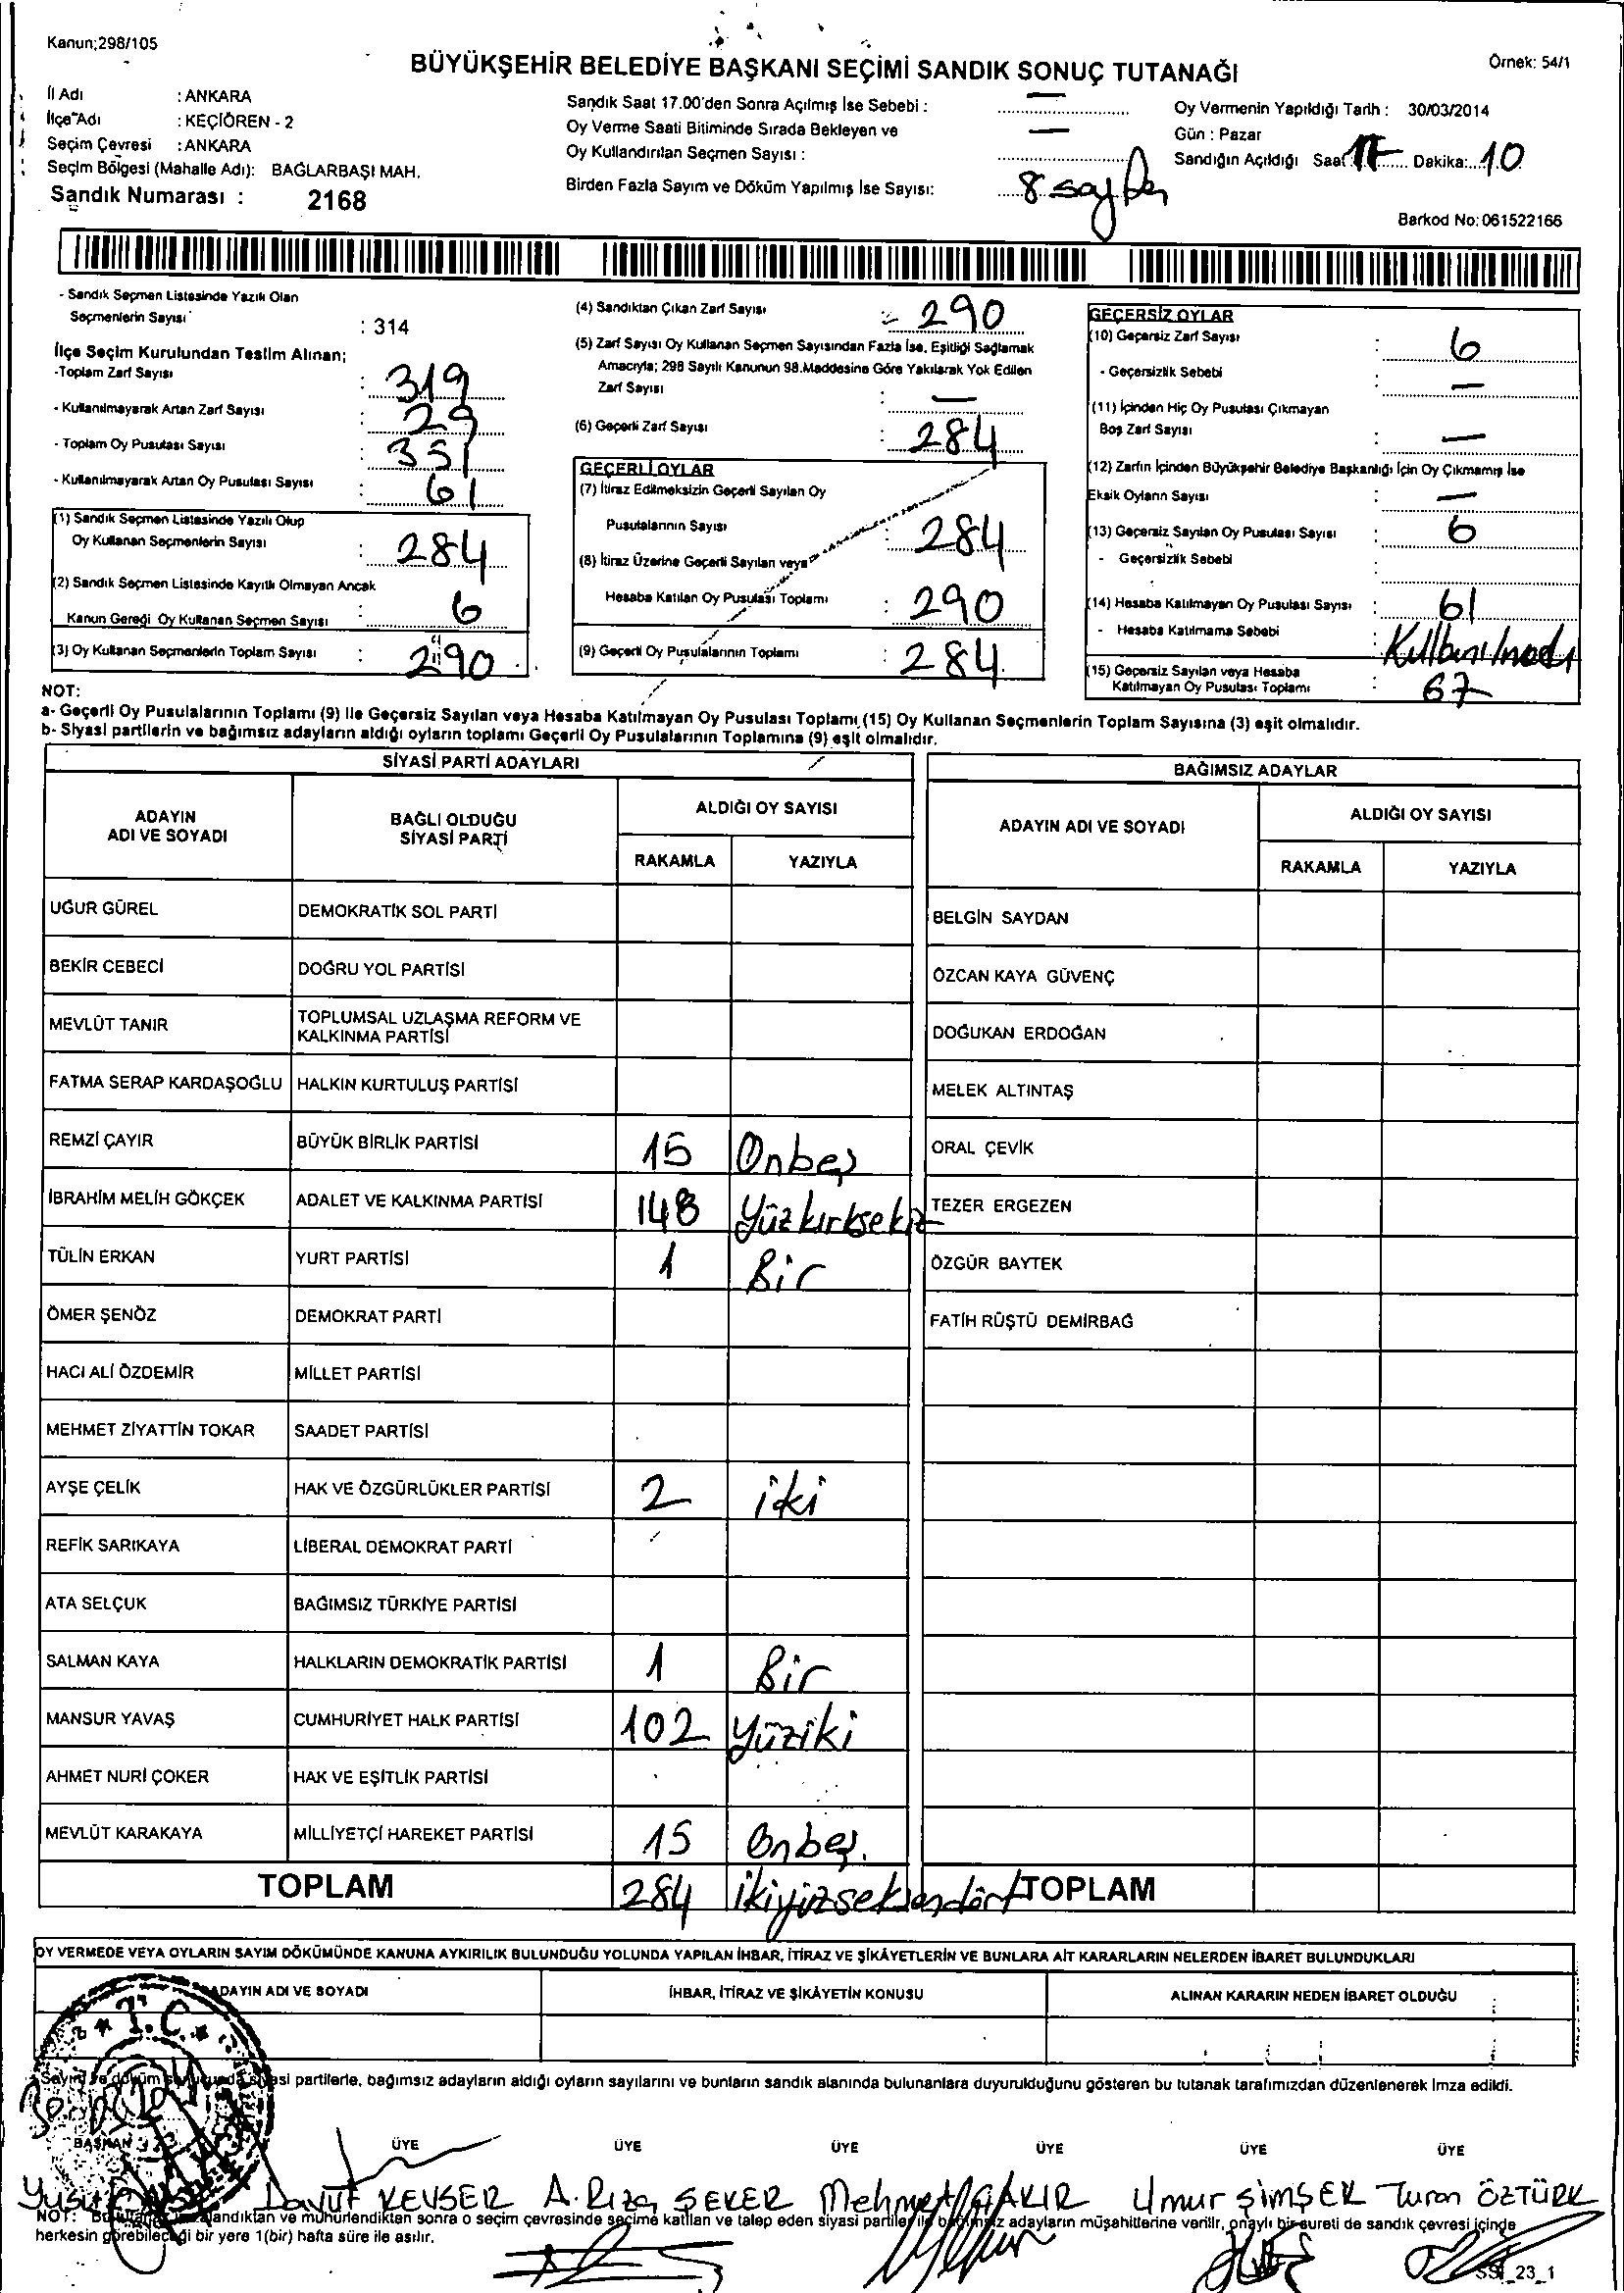 Kanun;298/105
BÜYÜKŞEHİR BELEDİYE BAŞKANI SEÇİMİ SANDIK SONUÇ TUTANAĞI
Örnek: 54/1
İl Adı : ANKARA
İlçe Adı : KEÇİÖREN - 2
Seçim Çevresi : ANKARA
Seçim Bölgesi (Mahalle Adı): BAĞLARBAŞI MAH.
Sandık Numarası : 2168
Sandık Saat 17.00'den Sonra Açılmış İse Sebebi : —
Oy Verme Saati Bitiminde Sırada Bekleyen ve
Oy Kullandırılan Seçmen Sayısı : —
Birden Fazla Sayım ve Döküm Yapılmış İse Sayısı:
Oy Vermenin Yapıldığı Tarih : 30/03/2014
Gün : Pazar
Sandığın Açıldığı Saat 17 Dakika: 10
Barkod No: 061522166
- Sandık Seçmen Listesinde Yazılı Olan
Seçmenlerin Sayısı : 314
İlçe Seçim Kurulundan Teslim Alınan;
-Toplam Zarf Sayısı : 319
- Kullanılmayarak Artan Zarf Sayısı : 29
- Toplam Oy Pusulası Sayısı : 351
- Kullanılmayarak Artan Oy Pusulası Sayısı : 61
(1) Sandık Seçmen Listesinde Yazılı Olup
Oy Kullanan Seçmenlerin Sayısı : 284
(2) Sandık Seçmen Listesinde Kayıtlı Olmayan Ancak
Kanun Gereği Oy Kullanan Seçmen Sayısı : 6
(3) Oy Kullanan Seçmenlerin Toplam Sayısı : 290
(4) Sandıktan Çıkan Zarf Sayısı : 290
(5) Zarf Sayısı Oy Kullanan Seçmen Sayısından Fazla İse, Eşitliği Sağlamak
Amacıyla; 298 Sayılı Kanunun 98.Maddesine Göre Yakılarak Yok Edilen
Zarf Sayısı : —
(6) Geçerli Zarf Sayısı : 284
GEÇERLİ OYLAR
(7) İtiraz Edilmeksizin Geçerli Sayılan Oy
Pusulalarının Sayısı : 284
(8) İtiraz Üzerine Geçerli Sayılan veya
Hesaba Katılan Oy Pusulası Toplamı : 290
(9) Geçerli Oy Pusulalarının Toplamı : 284
GEÇERSİZ OYLAR
(10) Geçersiz Zarf Sayısı : 6
- Geçersizlik Sebebi : —
(11) İçinden Hiç Oy Pusulası Çıkmayan
Boş Zarf Sayısı : —
(12) Zarfın İçinden Büyükşehir Belediye Başkanlığı İçin Oy Çıkmamış İse
Eksik Oyların Sayısı : —
(13) Geçersiz Sayılan Oy Pusulası Sayısı : 6
- Geçersizlik Sebebi
(14) Hesaba Katılmayan Oy Pusulası Sayısı : 61
- Hesaba Katılmama Sebebi : Kullanılmadı
(15) Geçersiz Sayılan veya Hesaba
Katılmayan Oy Pusulası Toplamı : 67
NOT:
a- Geçerli Oy Pusulalarının Toplamı (9) ile Geçersiz Sayılan veya Hesaba Katılmayan Oy Pusulası Toplamı (15) Oy Kullanan Seçmenlerin Toplam Sayısına (3) eşit olmalıdır.
b- Siyasi partilerin ve bağımsız adayların aldığı oyların toplamı Geçerli Oy Pusulalarının Toplamına (9) eşit olmalıdır.
SİYASİ PARTİ ADAYLARI
ADAYIN ADI VE SOYADI
BAĞLI OLDUĞU SİYASİ PARTİ
ALDIĞI OY SAYISI
RAKAMLA YAZIYLA
UĞUR GÜREL DEMOKRATİK SOL PARTİ
BEKİR CEBECİ DOĞRU YOL PARTİSİ
MEVLÜT TANIR TOPLUMSAL UZLAŞMA REFORM VE
KALKINMA PARTİSİ
FATMA SERAP KARDAŞOĞLU HALKIN KURTULUŞ PARTİSİ
REMZİ ÇAYIR BÜYÜK BİRLİK PARTİSİ 15 Onbeş
İBRAHİM MELİH GÖKÇEK ADALET VE KALKINMA PARTİSİ 148 Yüzkırksekiz
TÜLİN ERKAN YURT PARTİSİ 1 Bir
ÖMER ŞENÖZ DEMOKRAT PARTİ
HACI ALİ ÖZDEMİR MİLLET PARTİSİ
MEHMET ZİYATTİN TOKAR SAADET PARTİSİ
AYŞE ÇELİK HAK VE ÖZGÜRLÜKLER PARTİSİ 2 iki
REFİK SARIKAYA LİBERAL DEMOKRAT PARTİ
ATA SELÇUK BAĞIMSIZ TÜRKİYE PARTİSİ
SALMAN KAYA HALKLARIN DEMOKRATİK PARTİSİ 1 Bir
MANSUR YAVAŞ CUMHURİYET HALK PARTİSİ 102 Yüziki
AHMET NURİ ÇOKER HAK VE EŞİTLİK PARTİSİ
MEVLÜT KARAKAYA MİLLİYETÇİ HAREKET PARTİSİ 15 Onbeş.
TOPLAM 284 ikiyüzseksendört
BAĞIMSIZ ADAYLAR
ADAYIN ADI VE SOYADI
ALDIĞI OY SAYISI
RAKAMLA YAZIYLA
BELGİN SAYDAN
ÖZCAN KAYA GÜVENÇ
DOĞUKAN ERDOĞAN
MELEK ALTINTAŞ
ORAL ÇEVİK
TEZER ERGEZEN
ÖZGÜR BAYTEK
FATİH RÜŞTÜ DEMİRBAĞ
TOPLAM
OY VERMEDE VEYA OYLARIN SAYIM DÖKÜMÜNDE KANUNA AYKIRILIK BULUNDUĞU YOLUNDA YAPILAN İHBAR, İTİRAZ VE ŞİKÂYETLERİN VE BUNLARA AİT KARARLARIN NELERDEN İBARET BULUNDUKLARI
ADAYIN ADI VE SOYADI İHBAR, İTİRAZ VE ŞİKÂYETİN KONUSU ALINAN KARARIN NEDEN İBARET OLDUĞU
T.C.
Sayım ve döküm siyasi partilerle, bağımsız adayların aldığı oyların sayılarını ve bunların sandık alanında bulunanlara duyurulduğunu gösteren bu tutanak tarafımızdan düzenlenerek imza edildi.
BAŞKAN ÜYE ÜYE ÜYE ÜYE ÜYE ÜYE
Yusuf Davut KEVSER A. Rıza ŞEKER Mehmet ÇAKIR Umur ŞİMŞEK Turan ÖZTÜRK
NOT: mühürlendikten sonra o seçim çevresinde seçime katılan ve talep eden siyasi partiler ile bağımsız adayların müşahitlerine verilir, onaylı bir sureti de sandık çevresi içinde
herkesin görebileceği bir yere 1(bir) hafta süre ile asılır.
23_1